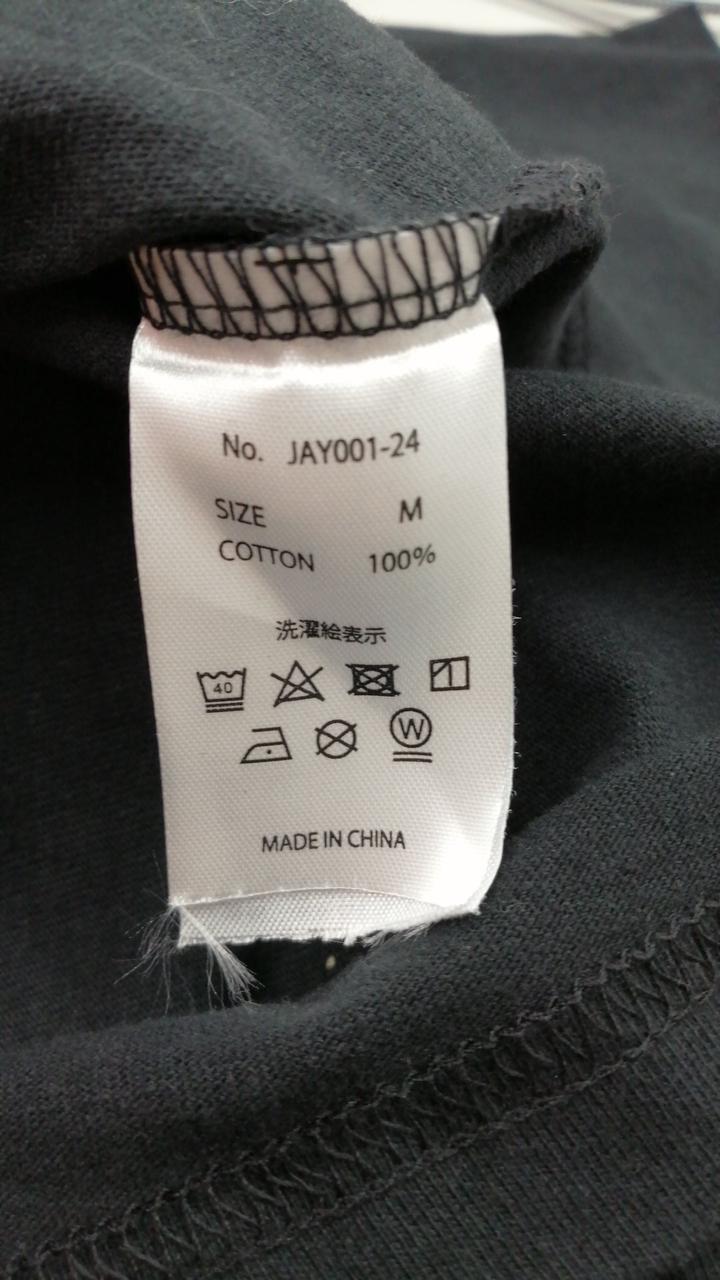 No. JAY001-24
SIZE M
COTTON 100%
洗濯絵表示
40
W
MADE IN CHINA